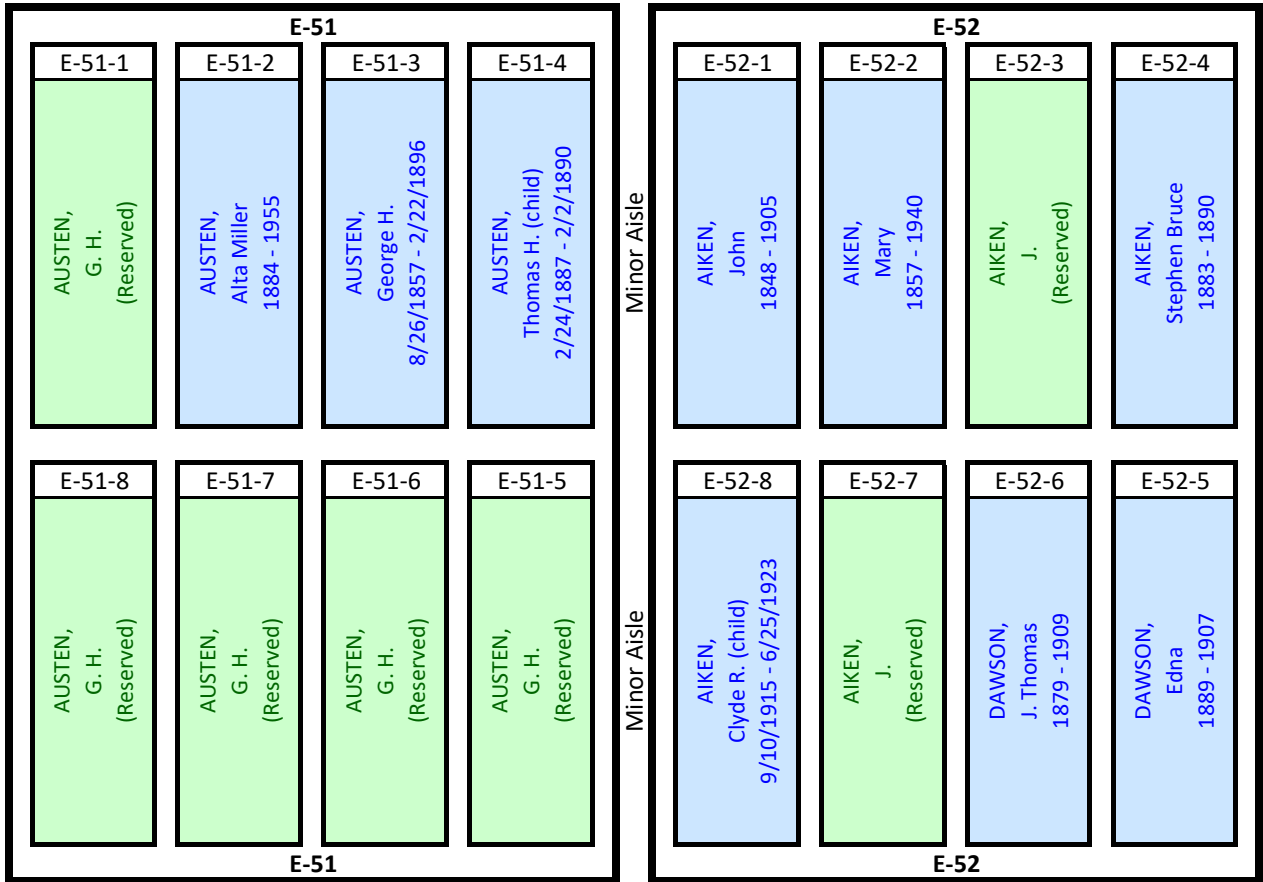 E-51
E-51-1
AUSTEN,
G. H.
(Reserved)
E-51-2
AUSTEN,
Alta Miller
1884 - 1955
E-51-3
AUSTEN,
George H.
8/26/1857 - 2/22/1896
E-51-4
AUSTEN,
Thomas H. (child)
2/24/1887 - 2/2/1890
E-51-8
AUSTEN,
G. H.
(Reserved)
E-51-7
AUSTEN,
G. H.
(Reserved)
E-51-6
AUSTEN,
G. H.
(Reserved)
E-51-5
AUSTEN,
G. H.
(Reserved)
E-51
Minor Aisle
Minor Aisle
E-52
E-52-1
AIKEN,
John
1848 - 1905
E-52-2
AIKEN,
Mary
1857 - 1940
E-52-3
AIKEN,
J.
(Reserved)
E-52-4
AIKEN,
Stephen Bruce
1883 - 1890
E-52-8
AIKEN,
Clyde R. (child)
9/10/1915 - 6/25/1923
E-52-7
AIKEN,
J.
(Reserved)
E-52-6
DAWSON,
J. Thomas
1879 - 1909
E-52-5
DAWSON,
Edna
1889 - 1907
E-52